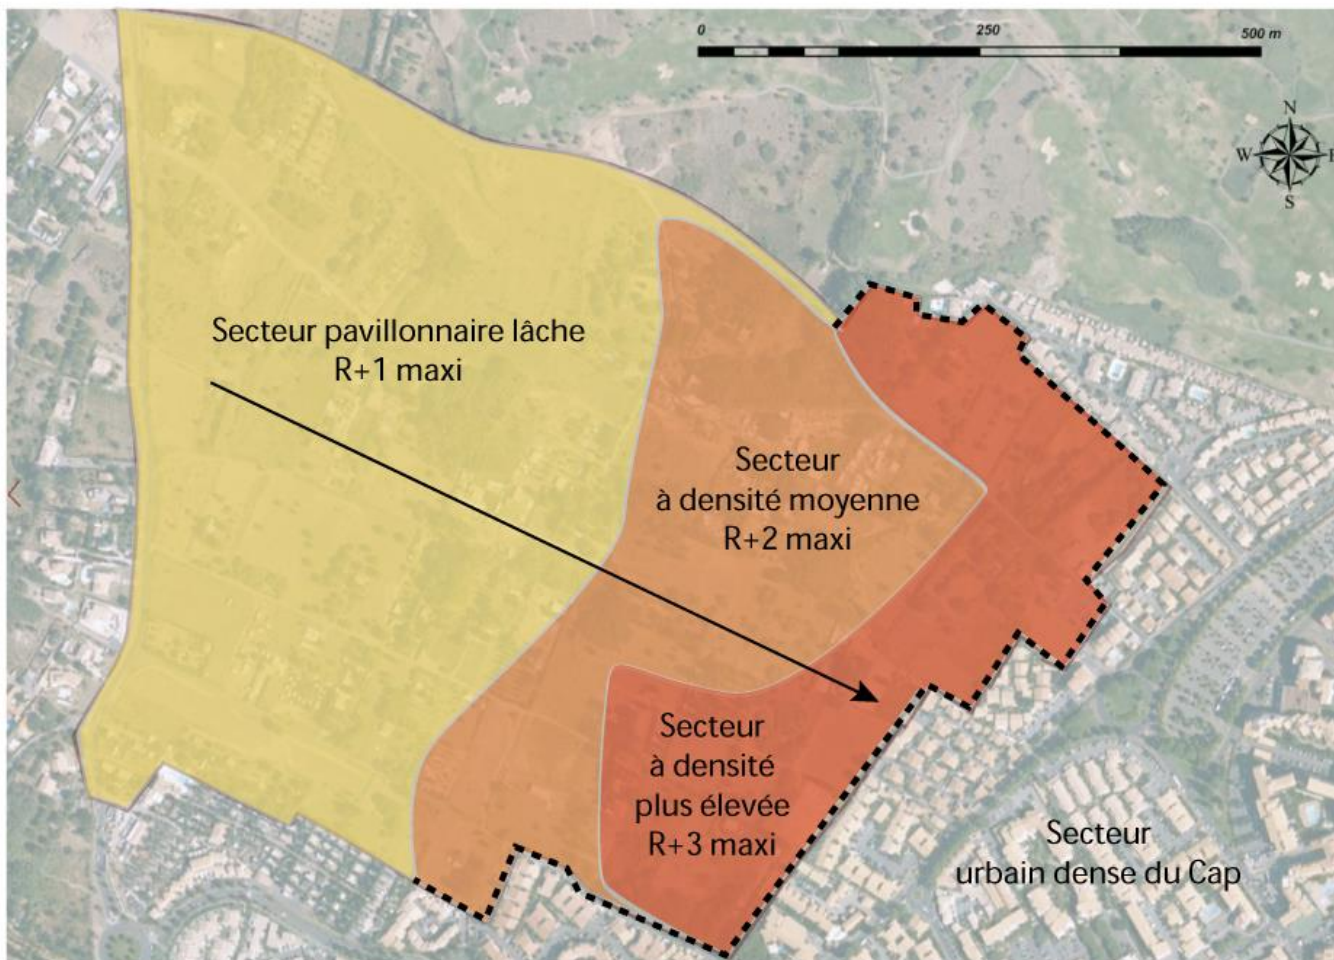 0 250 500 m
N
W E
S
Secteur pavillonnaire lâche
R+1 maxi
Secteur
à densité moyenne
R+2 maxi
Secteur
à densité
plus élevée
R+3 maxi
Secteur
urbain dense du Cap